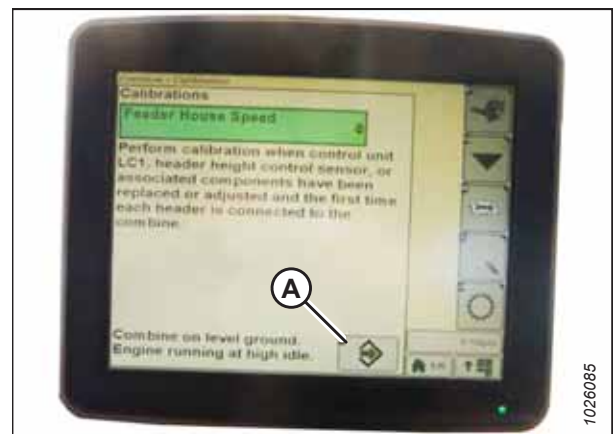 Combine - Calibration
Calibrations
Feeder House Speed
Perform calibration when control unit
LC1, header height control sensor, or
associated components have been
replaced or adjusted and the first time
each header is connected to the
combine.
A
Combine on level ground.
Engine running at high idle.
1026085